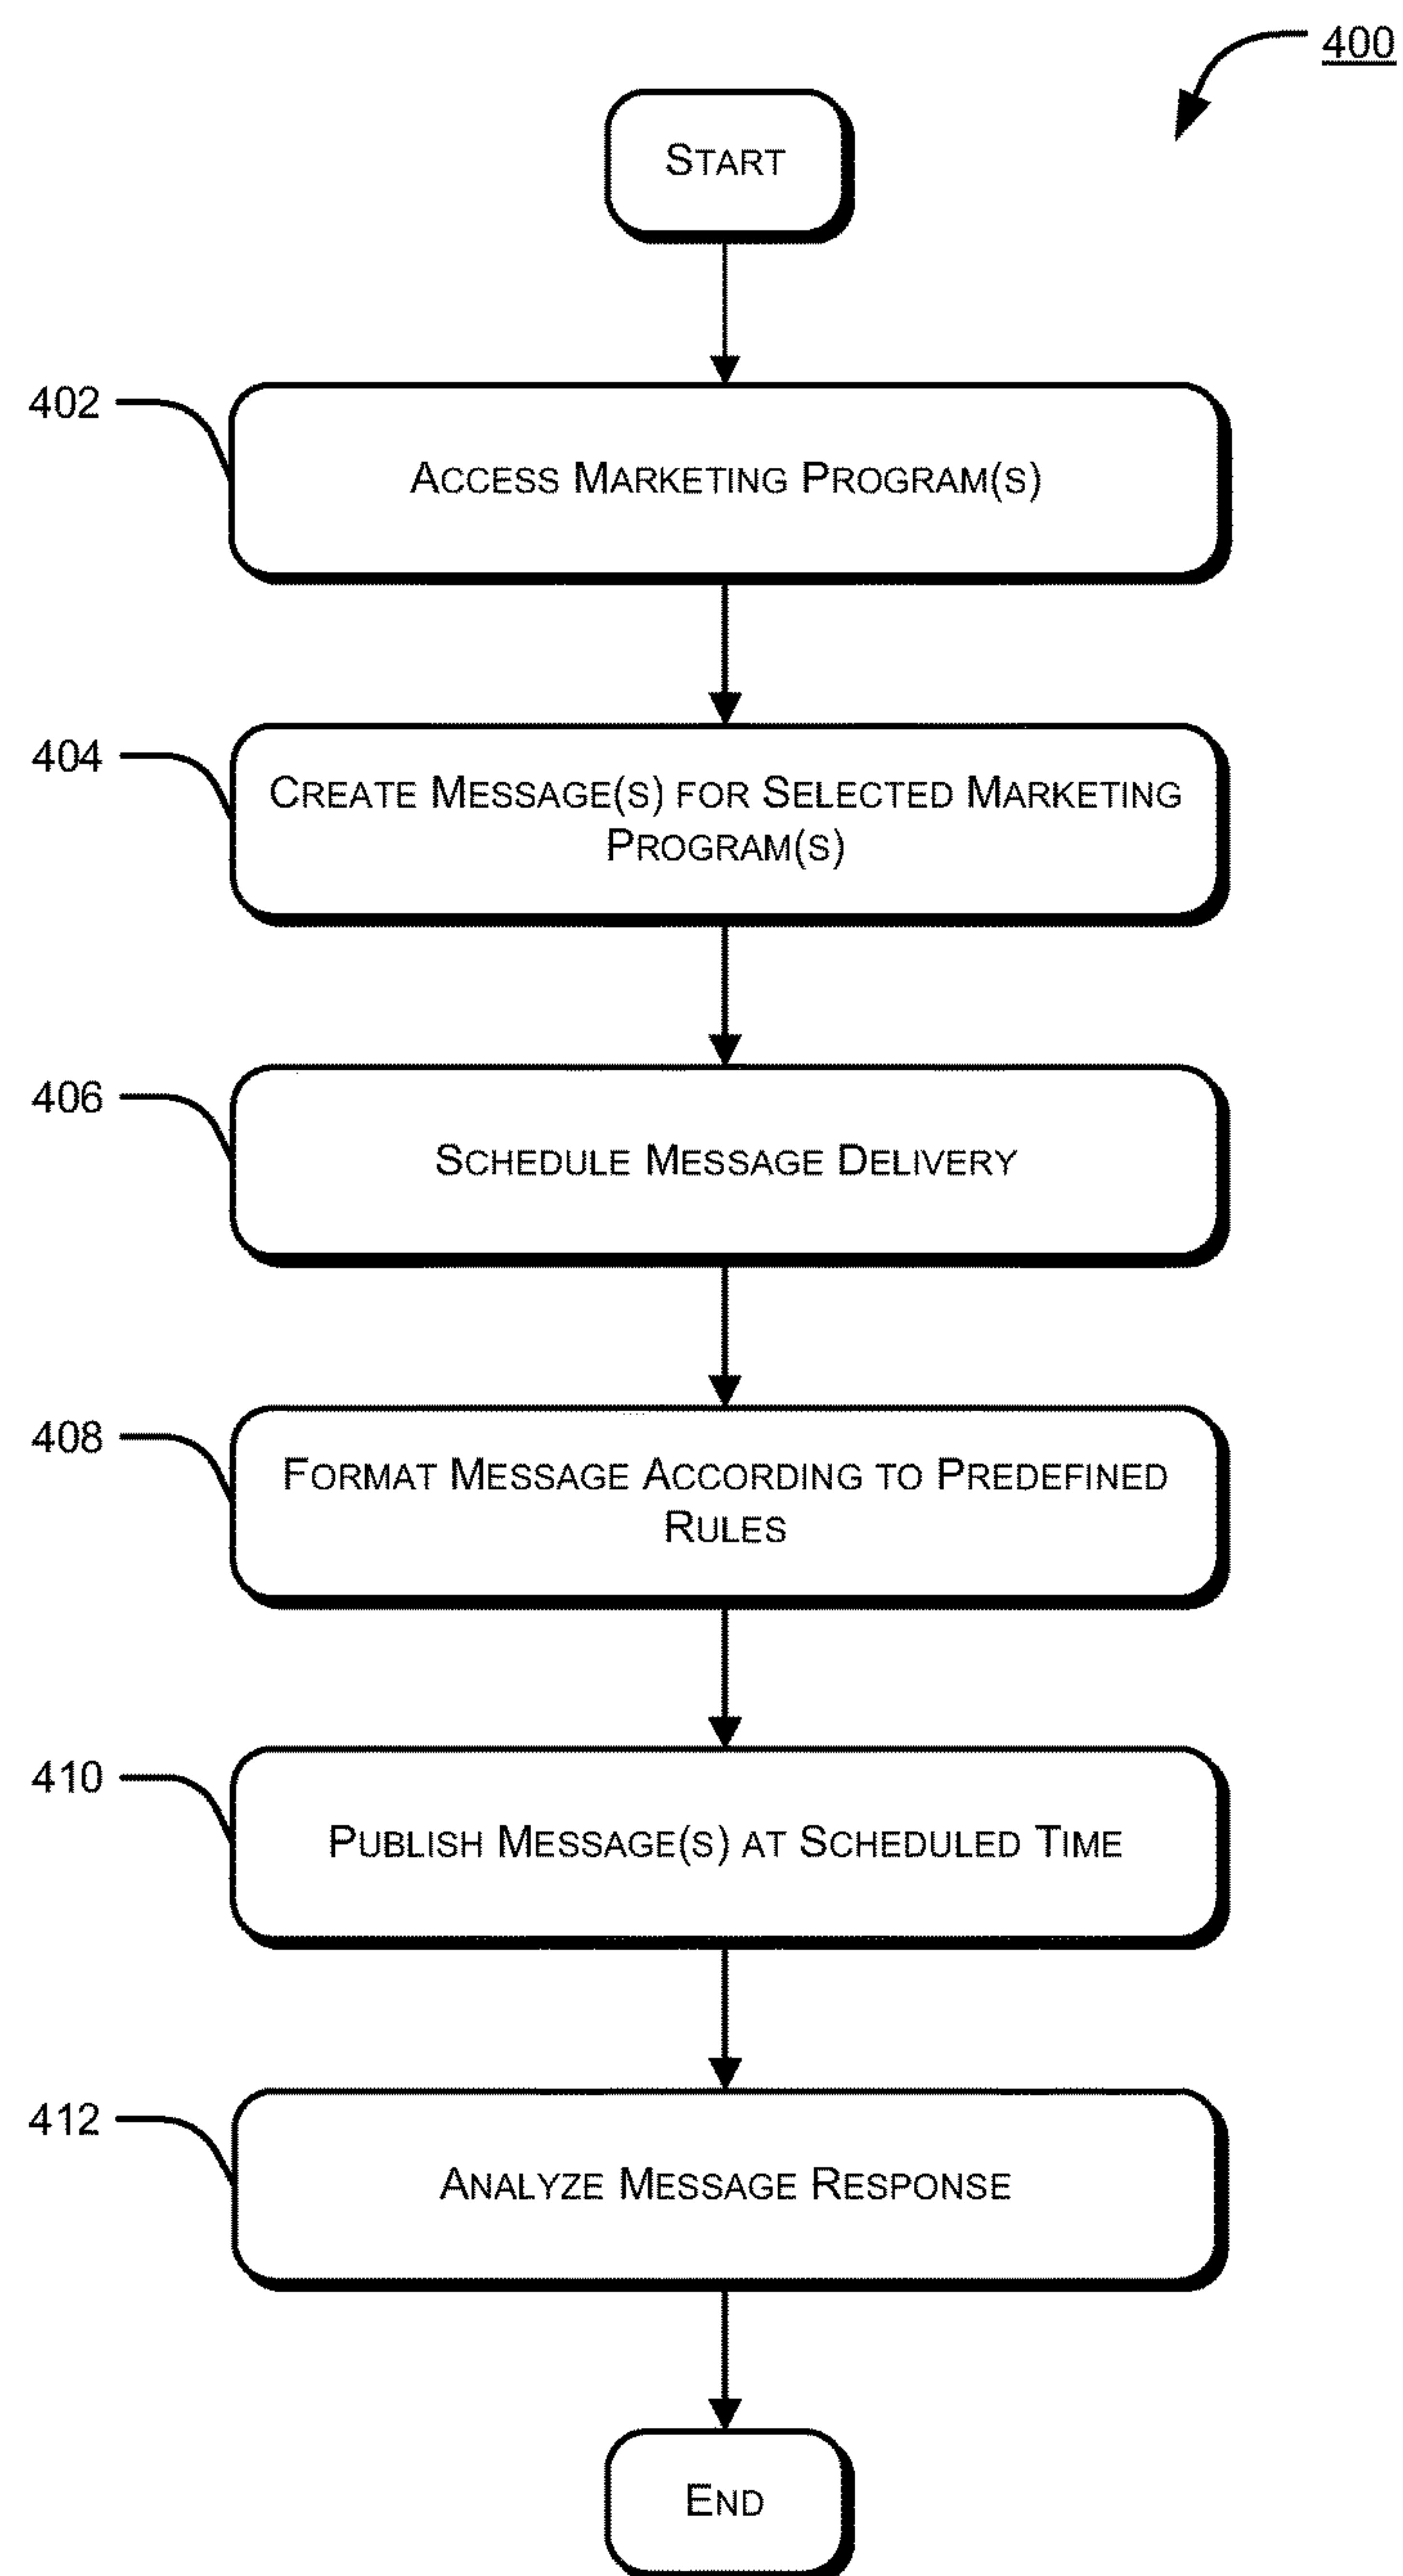 400
START
402
ACCESS MARKETING PROGRAM(S)
404
CREATE MESSAGE(S) FOR SELECTED MARKETING
PROGRAM(S)
406
SCHEDULE MESSAGE DELIVERY
408
FORMAT MESSAGE ACCORDING TO PREDEFINED
RULES
410
PUBLISH MESSAGE(S) AT SCHEDULED TIME
412
ANALYZE MESSAGE RESPONSE
END